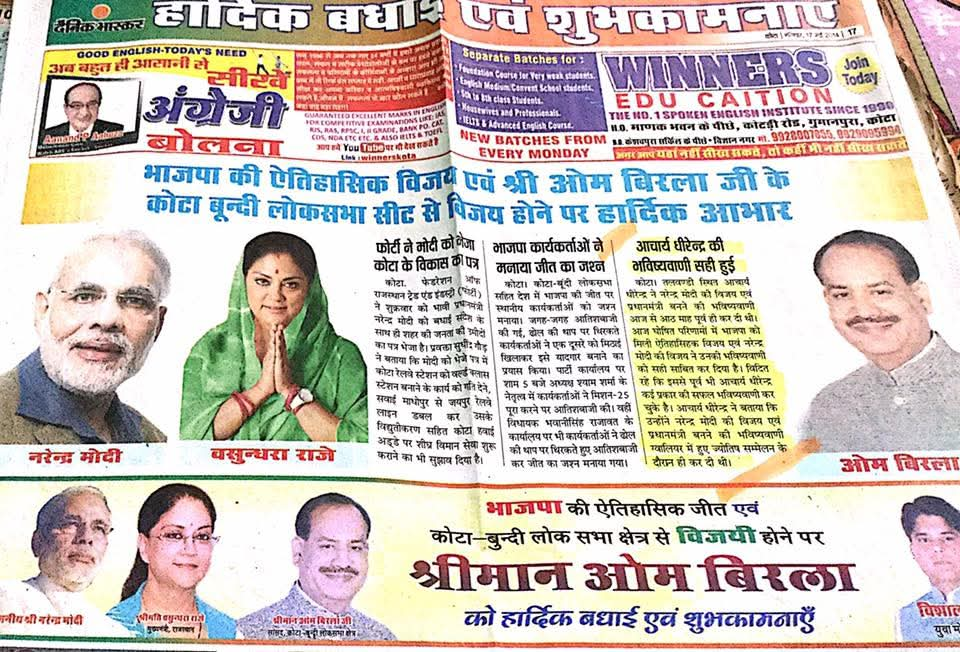 दैनिक भास्कर
हार्दिक बधाई एवं शुभकामनाएँ
कोटा | शनिवार, 17 मई 2014 | 17
GOOD ENGLISH-TODAY'S NEED
अब बहुत ही आसानी से
सीखें
अंग्रेजी
बोलना
GUARANTEED EXCELLENT MARKS IN ENGLISH
FOR COMPETITIVE EXAMINATIONS LIKE: IAS,
RJS, RAS, RPSC, I, II GRADE, BANK PO, CAT,
CDS, NDA ETC ETC. & ALSO IELTS & TOEFL
आप हमें YouTube पर भी देख सकते हैं
Link : winnerskota
Separate Batches for :
Foundation Course for Very weak students.
English Medium/Convent School students.
5th to 8th class Students.
Housewives and Professionals.
IELTS & Advanced English Course.
NEW BATCHES FROM
EVERY MONDAY
WINNERS
EDU CAITION
Join
Today
THE NO.1 SPOKEN ENGLISH INSTITUTE SINCE 1990
H.O. माणक भवन के पीछे, कोटड़ी रोड, गुमानपुरा, कोटा
अगर आप यहाँ नहीं सीख सकते, तो कहीं भी नहीं सीख सकते
भाजपा की ऐतिहासिक विजय एवं श्री ओम बिरला जी के
कोटा बून्दी लोकसभा सीट से विजय होने पर हार्दिक आभार
नरेन्द्र मोदी
वसुन्धरा राजे
फोर्टी ने मोदी को भेजा
कोटा के विकास का पत्र
कोटा. फेडरेशन ऑफ
राजस्थान ट्रेड एंड इंडस्ट्री (फोर्टी)
ने शुक्रवार को भावी प्रधानमंत्री
नरेन्द्र मोदी को बधाई संदेश के
साथ ही शहर की जनता की उम्मीदों
का पत्र भेजा है। प्रवक्ता सुधींद्र गौड़
ने बताया कि मोदी को भेजे पत्र में
कोटा रेलवे स्टेशन को वर्ल्ड क्लास
स्टेशन बनाने के कार्य को गति देने,
सवाई माधोपुर से जयपुर रेलवे
लाइन डबल कर उसके
विद्युतीकरण सहित कोटा हवाई
अड्डे पर शीघ्र विमान सेवा शुरू
कराने का भी सुझाव दिया है।
भाजपा कार्यकर्ताओं ने
मनाया जीत का जश्न
कोटा। कोटा-बूंदी लोकसभा
सहित देश में भाजपा की जीत पर
स्थानीय कार्यकर्ताओं को जश्न
मनाया। जगह-जगह आतिशबाजी
की गई, ढोल की थाप पर थिरकते
कार्यकर्ताओं ने एक दूसरे को मिठाई
खिलाकर इसे यादगार बनाने का
प्रयास किया। पार्टी कार्यालय पर
शाम 5 बजे अध्यक्ष श्याम शर्मा के
नेतृत्व में कार्यकर्ताओं ने मिशन-25
पूरा करने पर आतिशबाजी की। वहीं
विधायक भवानीसिंह राजावत के
कार्यालय पर भी कार्यकर्ताओं ने ढोल
की थाप पर थिरकते हुए आतिशबाजी
कर जीत का जश्न मनाया गया।
आचार्य धीरेन्द्र की
भविष्यवाणी सही हुई
कोटा। तलवण्डी स्थित आचार्य
धीरेन्द्र ने नरेन्द्र मोदी की विजय एवं
प्रधानमंत्री बनने की भविष्यवाणी
आज से आठ माह पूर्व ही कर दी थी।
आज घोषित परिणामों में भाजपा को
मिली ऐतिहासिक विजय एवं नरेन्द्र
मोदी की विजय ने उनकी भविष्यवाणी
को सही साबित कर दिया है। विदित
रहे कि इससे पूर्व भी आचार्य धीरेन्द्र,
कई प्रकार की सफल भविष्यवाणी कर
चुके है। आचार्य धीरेन्द्र ने बताया कि
उन्होंने नरेन्द्र मोदी की विजय एवं
प्रधानमंत्री बनने की भविष्यवाणी
ग्वालियर में हुए ज्योतिष सम्मेलन के
दौरान ही कर दी थी।
ओम बिरला
भाजपा की ऐतिहासिक जीत एवं
कोटा–बुन्दी लोक सभा क्षेत्र से विजयी होने पर
श्रीमान ओम बिरला
को हार्दिक बधाई एवं शुभकामनाएँ
श्री नरेन्द्र मोदी
श्रीमति वसुन्धरा राजे
मुख्यमंत्री, राजस्थान
श्रीमान ओम बिरला जी
सांसद, कोटा-बून्दी लोकसभा क्षेत्र
विशाल
युवा